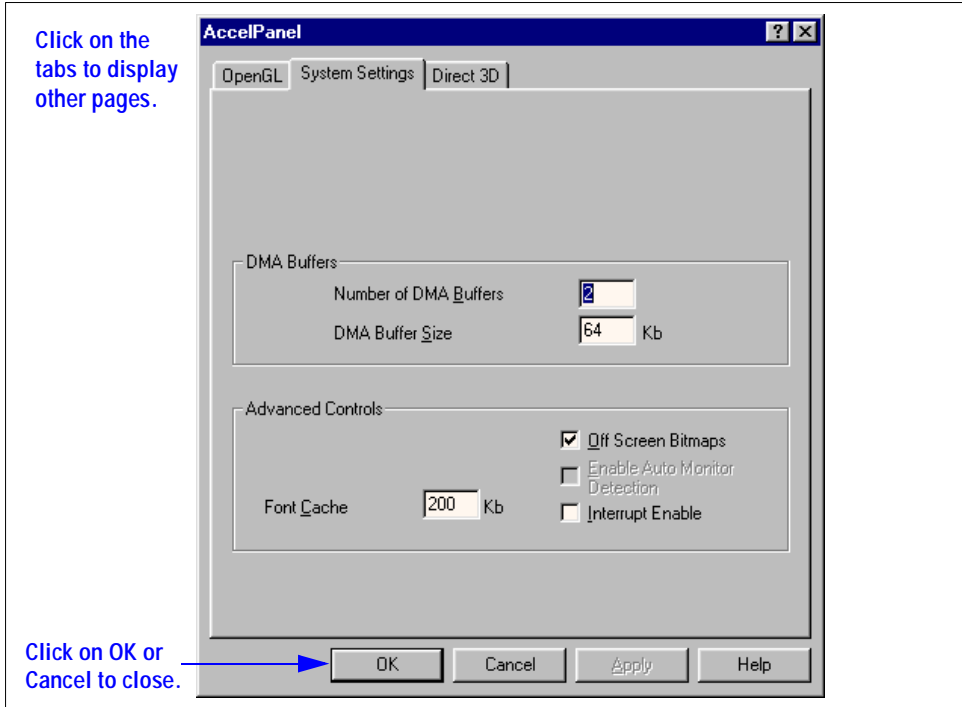 Click on the
tabs to display
other pages.
AccelPanel
OpenGL System Settings Direct 3D
DMA Buffers
Number of DMA Buffers 2
DMA Buffer Size 64 Kb
Advanced Controls
Off Screen Bitmaps
Enable Auto Monitor
Detection
Font Cache 200 Kb
Interrupt Enable
Click on OK or
Cancel to close.
OK Cancel Apply Help